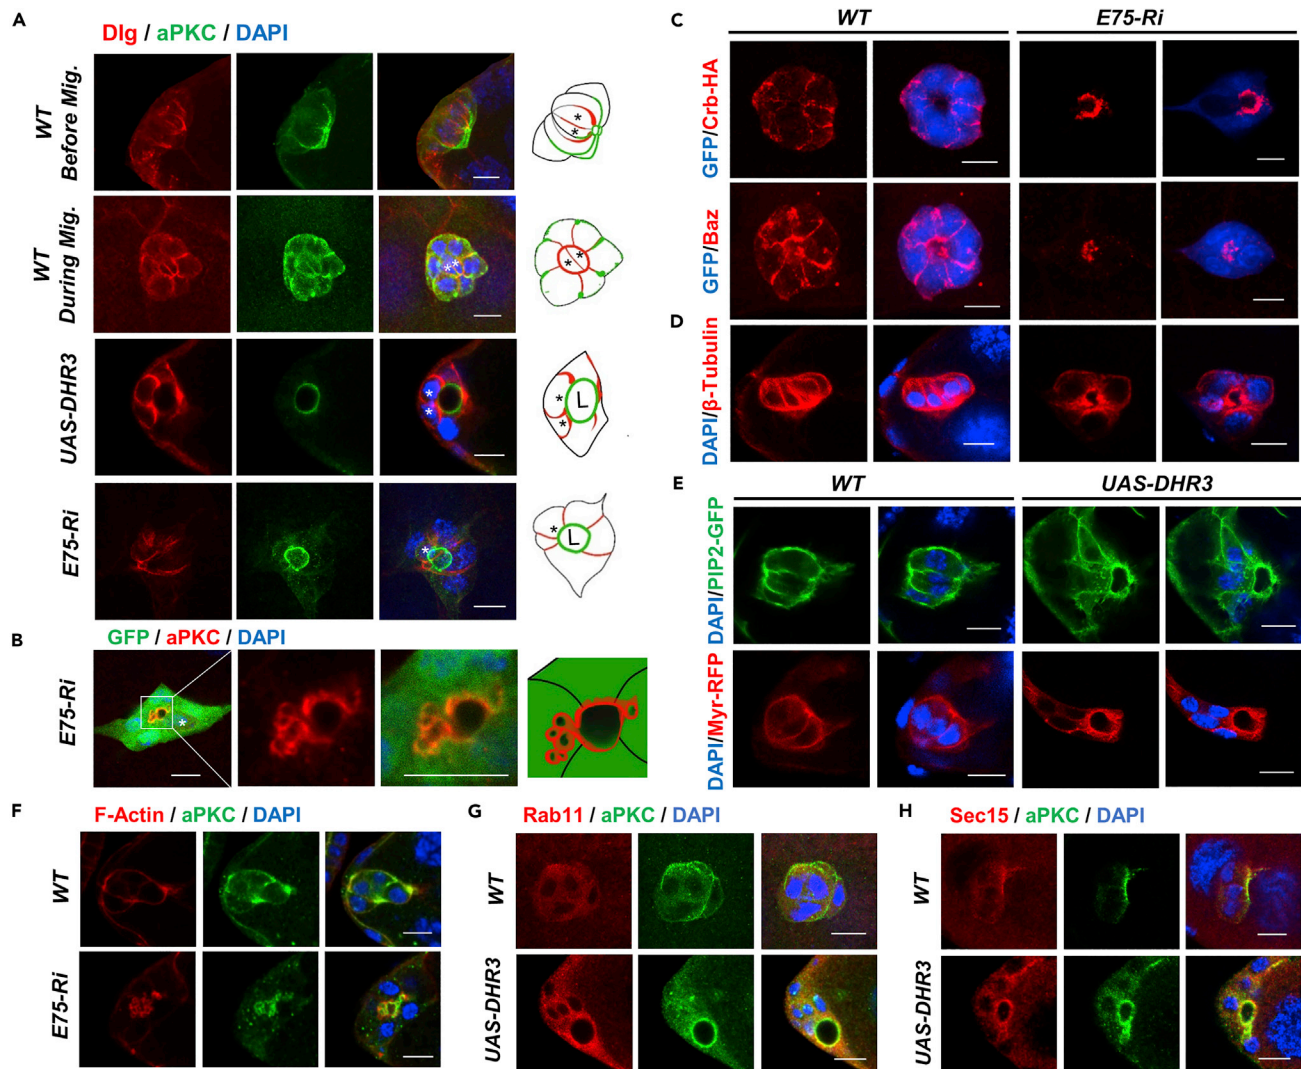 A
Dlg / aPKC / DAPI
WT
Before Mig.
* *
WT
During Mig.
* *
* *
UAS-DHR3
* *
L
* *
E75-Ri
*
L
*
B
GFP / aPKC / DAPI
E75-Ri
*
C
WT
E75-Ri
GFP/Crb-HA
GFP/Baz
D
DAPI/β-Tubulin
E
WT
UAS-DHR3
DAPI/PIP2-GFP
DAPI/Myr-RFP
F
F-Actin / aPKC / DAPI
WT
E75-Ri
G
Rab11 / aPKC / DAPI
WT
UAS-DHR3
H
Sec15 / aPKC / DAPI
WT
UAS-DHR3